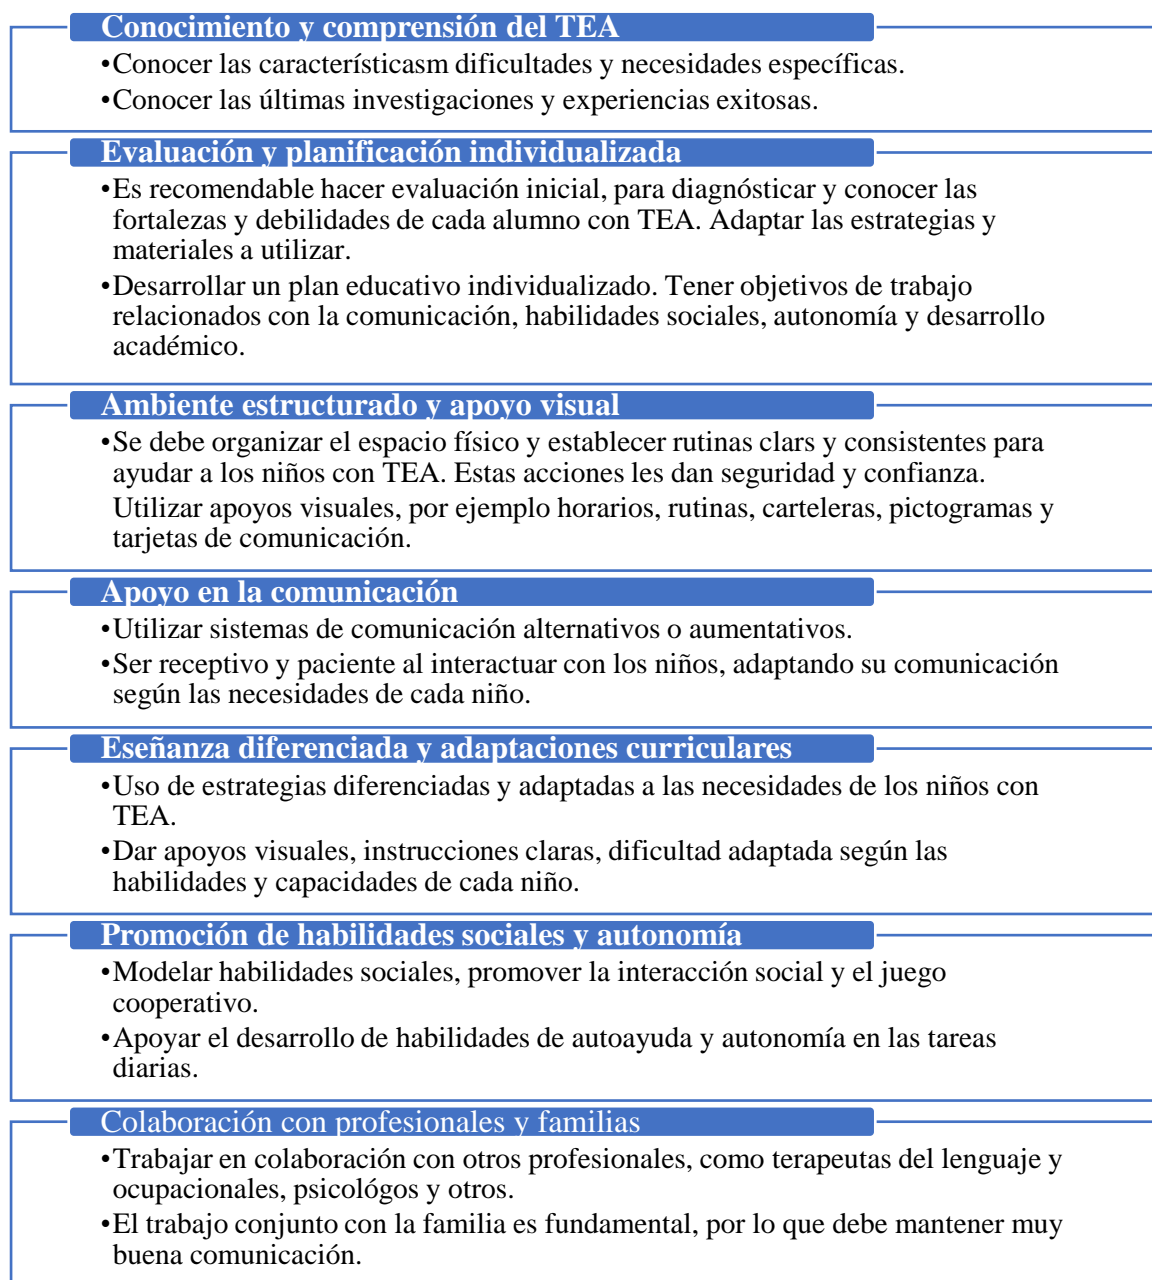 Conocimiento y comprensión del TEA
•Conocer las característicasm dificultades y necesidades específicas.
•Conocer las últimas investigaciones y experiencias exitosas.
Evaluación y planificación individualizada
•Es recomendable hacer evaluación inicial, para diagnósticar y conocer las
fortalezas y debilidades de cada alumno con TEA. Adaptar las estrategias y
materiales a utilizar.
•Desarrollar un plan educativo individualizado. Tener objetivos de trabajo
relacionados con la comunicación, habilidades sociales, autonomía y desarrollo
académico.
Ambiente estructurado y apoyo visual
•Se debe organizar el espacio físico y establecer rutinas clars y consistentes para
ayudar a los niños con TEA. Estas acciones les dan seguridad y confianza.
Utilizar apoyos visuales, por ejemplo horarios, rutinas, carteleras, pictogramas y
tarjetas de comunicación.
Apoyo en la comunicación
•Utilizar sistemas de comunicación alternativos o aumentativos.
•Ser receptivo y paciente al interactuar con los niños, adaptando su comunicación
según las necesidades de cada niño.
Eseñanza diferenciada y adaptaciones curriculares
•Uso de estrategias diferenciadas y adaptadas a las necesidades de los niños con
TEA.
•Dar apoyos visuales, instrucciones claras, dificultad adaptada según las
habilidades y capacidades de cada niño.
Promoción de habilidades sociales y autonomía
•Modelar habilidades sociales, promover la interacción social y el juego
cooperativo.
•Apoyar el desarrollo de habilidades de autoayuda y autonomía en las tareas
diarias.
Colaboración con profesionales y familias
•Trabajar en colaboración con otros profesionales, como terapeutas del lenguaje y
ocupacionales, psicológos y otros.
•El trabajo conjunto con la familia es fundamental, por lo que debe mantener muy
buena comunicación.